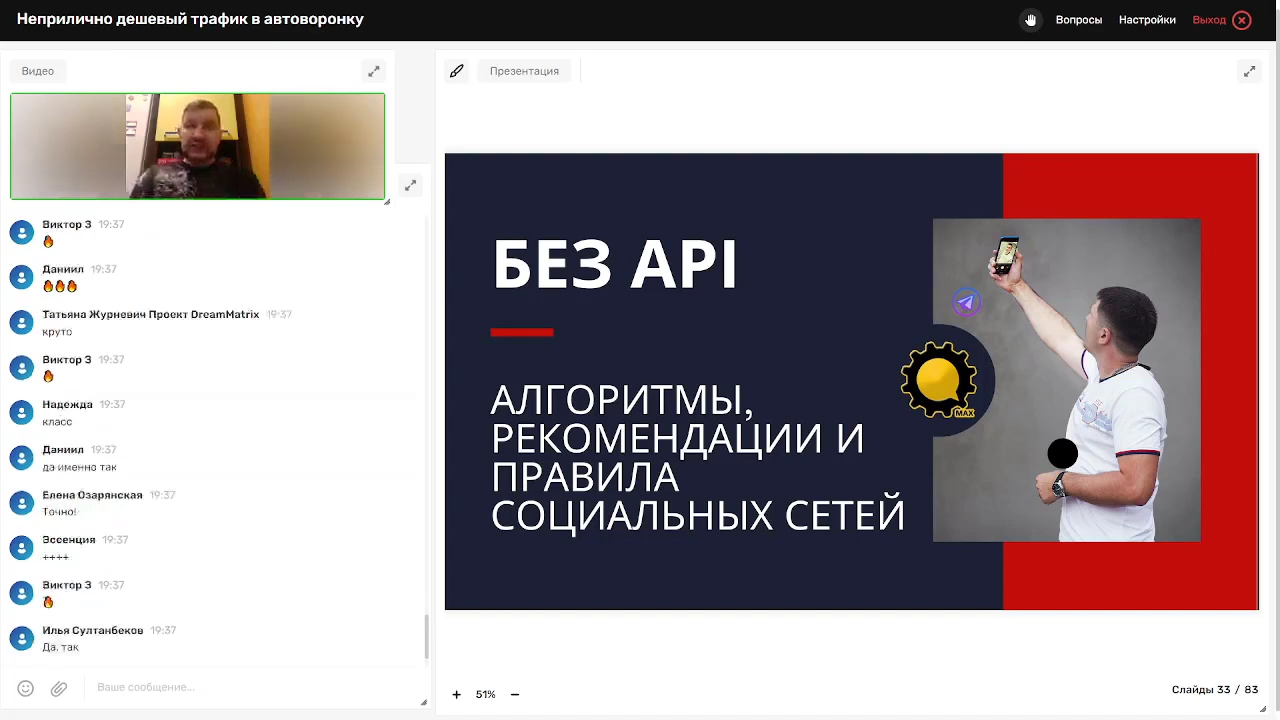 Неприлично дешевый трафик в автоворонку
Вопросы
Настройки
Выход
Видео
Презентация
Виктор З 19:37
Даниил 19:37
Татьяна Журневич Проект DreamMatrix 19:37
круто
Виктор З 19:37
Надежда 19:37
класс
Даниил 19:37
да именно так
Елена Озарянская 19:37
Точно!
Эссенция 19:37
++++
Виктор З 19:37
Илья Султанбеков 19:37
Да, так
Ваше сообщение...
БЕЗ API
АЛГОРИТМЫ,
РЕКОМЕНДАЦИИ И
ПРАВИЛА
СОЦИАЛЬНЫХ СЕТЕЙ
MAX
+ 51% −
Слайды 33 / 83